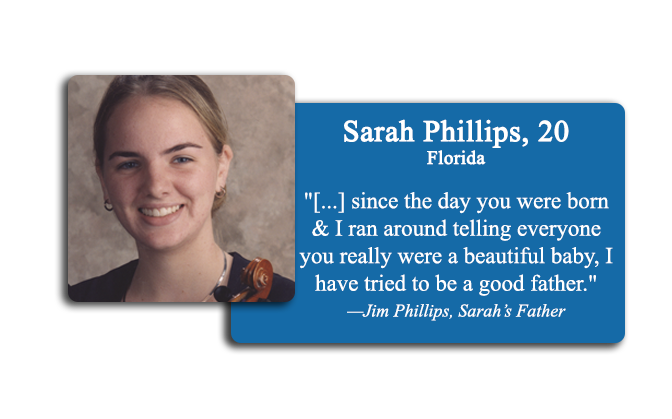 Sarah Phillips, 20
Florida
"[...] since the day you were born
& I ran around telling everyone
you really were a beautiful baby, I
have tried to be a good father."
—Jim Phillips, Sarah's Father